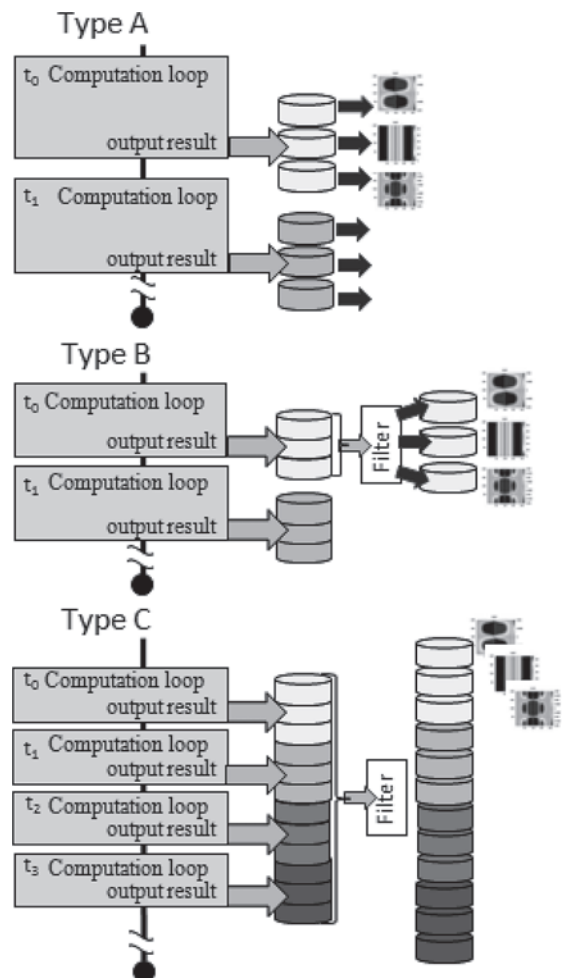 Type A
t₀ Computation loop
output result
t₁ Computation loop
output result
Type B
t₀ Computation loop
output result
Filter
t₁ Computation loop
output result
Type C
t₀ Computation loop
output result
t₁ Computation loop
output result
Filter
t₂ Computation loop
output result
t₃ Computation loop
output result